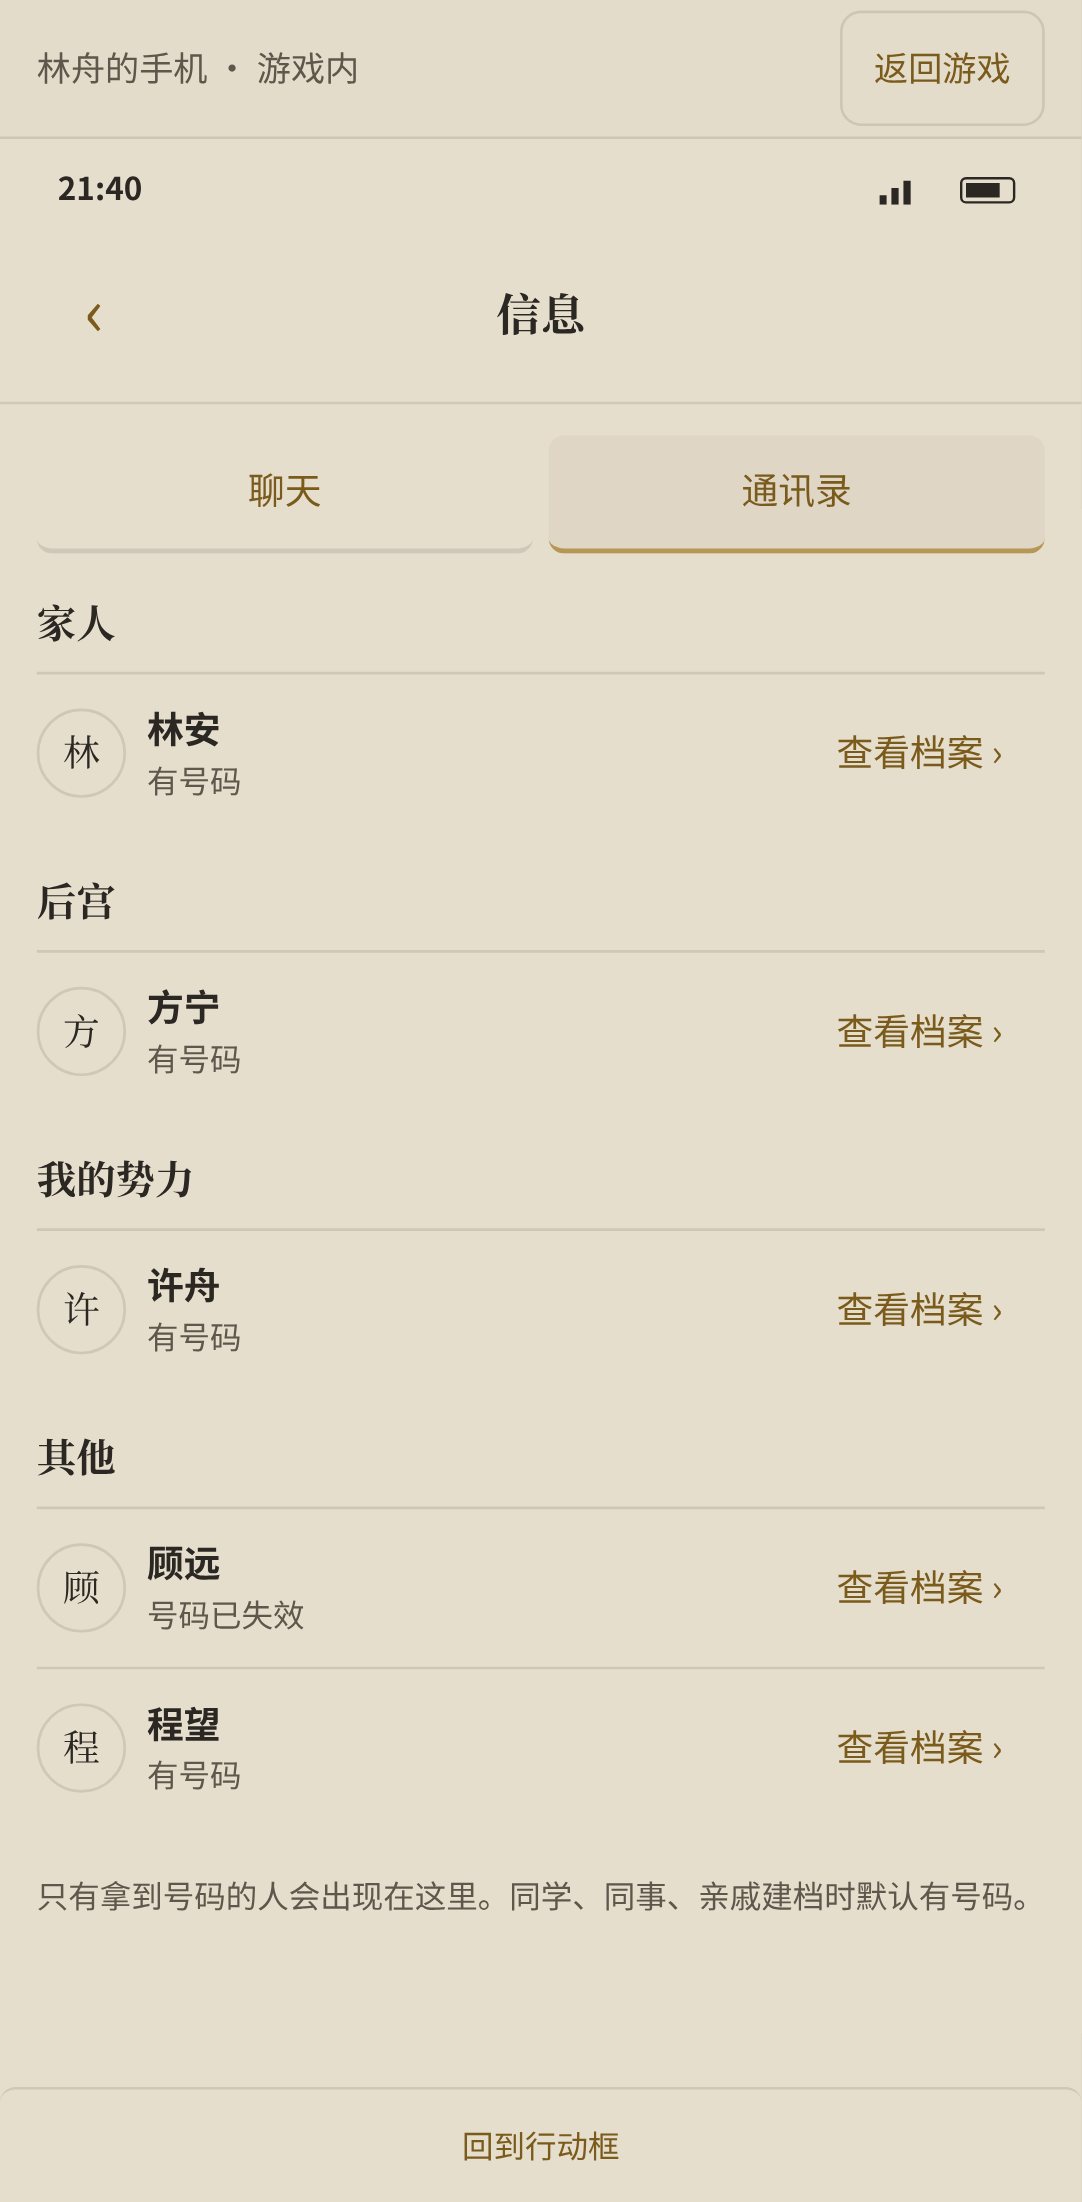 林舟的手机 · 游戏内
返回游戏
21:40
‹
信息
聊天
通讯录
家人
林
林安
有号码
查看档案 ›
后宫
方
方宁
有号码
查看档案 ›
我的势力
许
许舟
有号码
查看档案 ›
其他
顾
顾远
号码已失效
查看档案 ›
程
程望
有号码
查看档案 ›
只有拿到号码的人会出现在这里。同学、同事、亲戚建档时默认有号码。
回到行动框